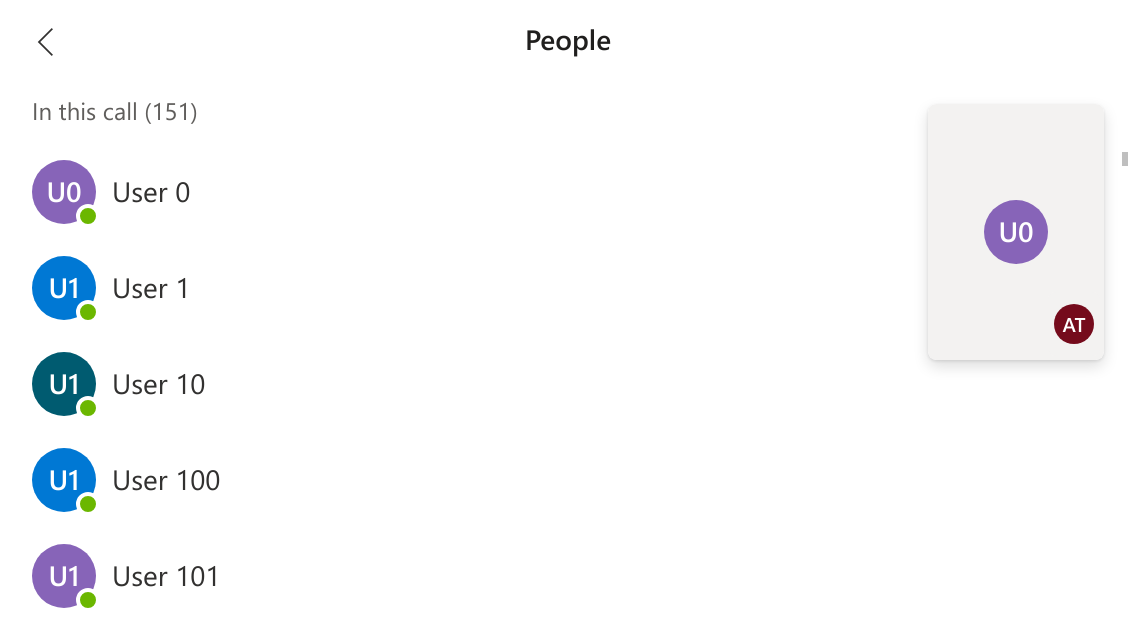 People
In this call (151)
U0 User 0
U1 User 1
U1 User 10
U1 User 100
U1 User 101
U0
AT